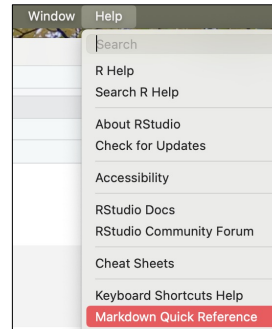 Window Help
Search
R Help
Search R Help
About RStudio
Check for Updates
Accessibility
RStudio Docs
RStudio Community Forum
Cheat Sheets
Keyboard Shortcuts Help
Markdown Quick Reference